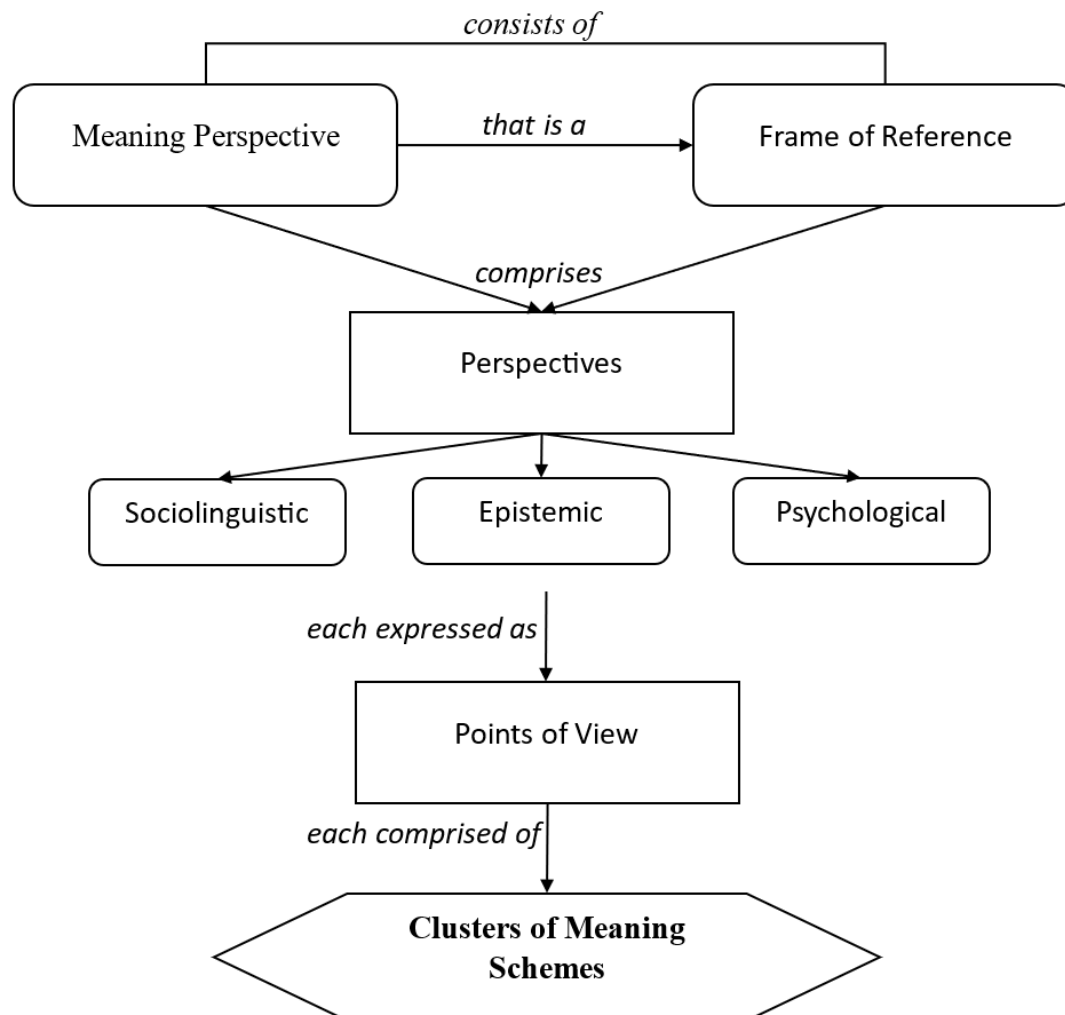 consists of
Meaning Perspective
that is a
Frame of Reference
comprises
Perspectives
Sociolinguistic
Epistemic
Psychological
each expressed as
Points of View
each comprised of
Clusters of Meaning
Schemes